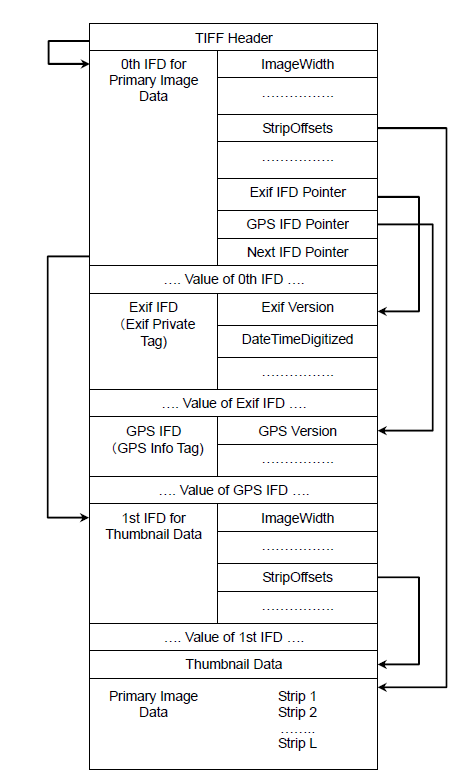 TIFF Header
0th IFD for
Primary Image
Data
ImageWidth
................
StripOffsets
................
Exif IFD Pointer
GPS IFD Pointer
Next IFD Pointer
.... Value of 0th IFD ....
Exif IFD
(Exif Private
Tag)
Exif Version
DateTimeDigitized
................
.... Value of Exif IFD ....
GPS IFD
(GPS Info Tag)
GPS Version
................
.... Value of GPS IFD ....
1st IFD for
Thumbnail Data
ImageWidth
................
StripOffsets
................
.... Value of 1st IFD ....
Thumbnail Data
Primary Image
Data
Strip 1
Strip 2
........
Strip L